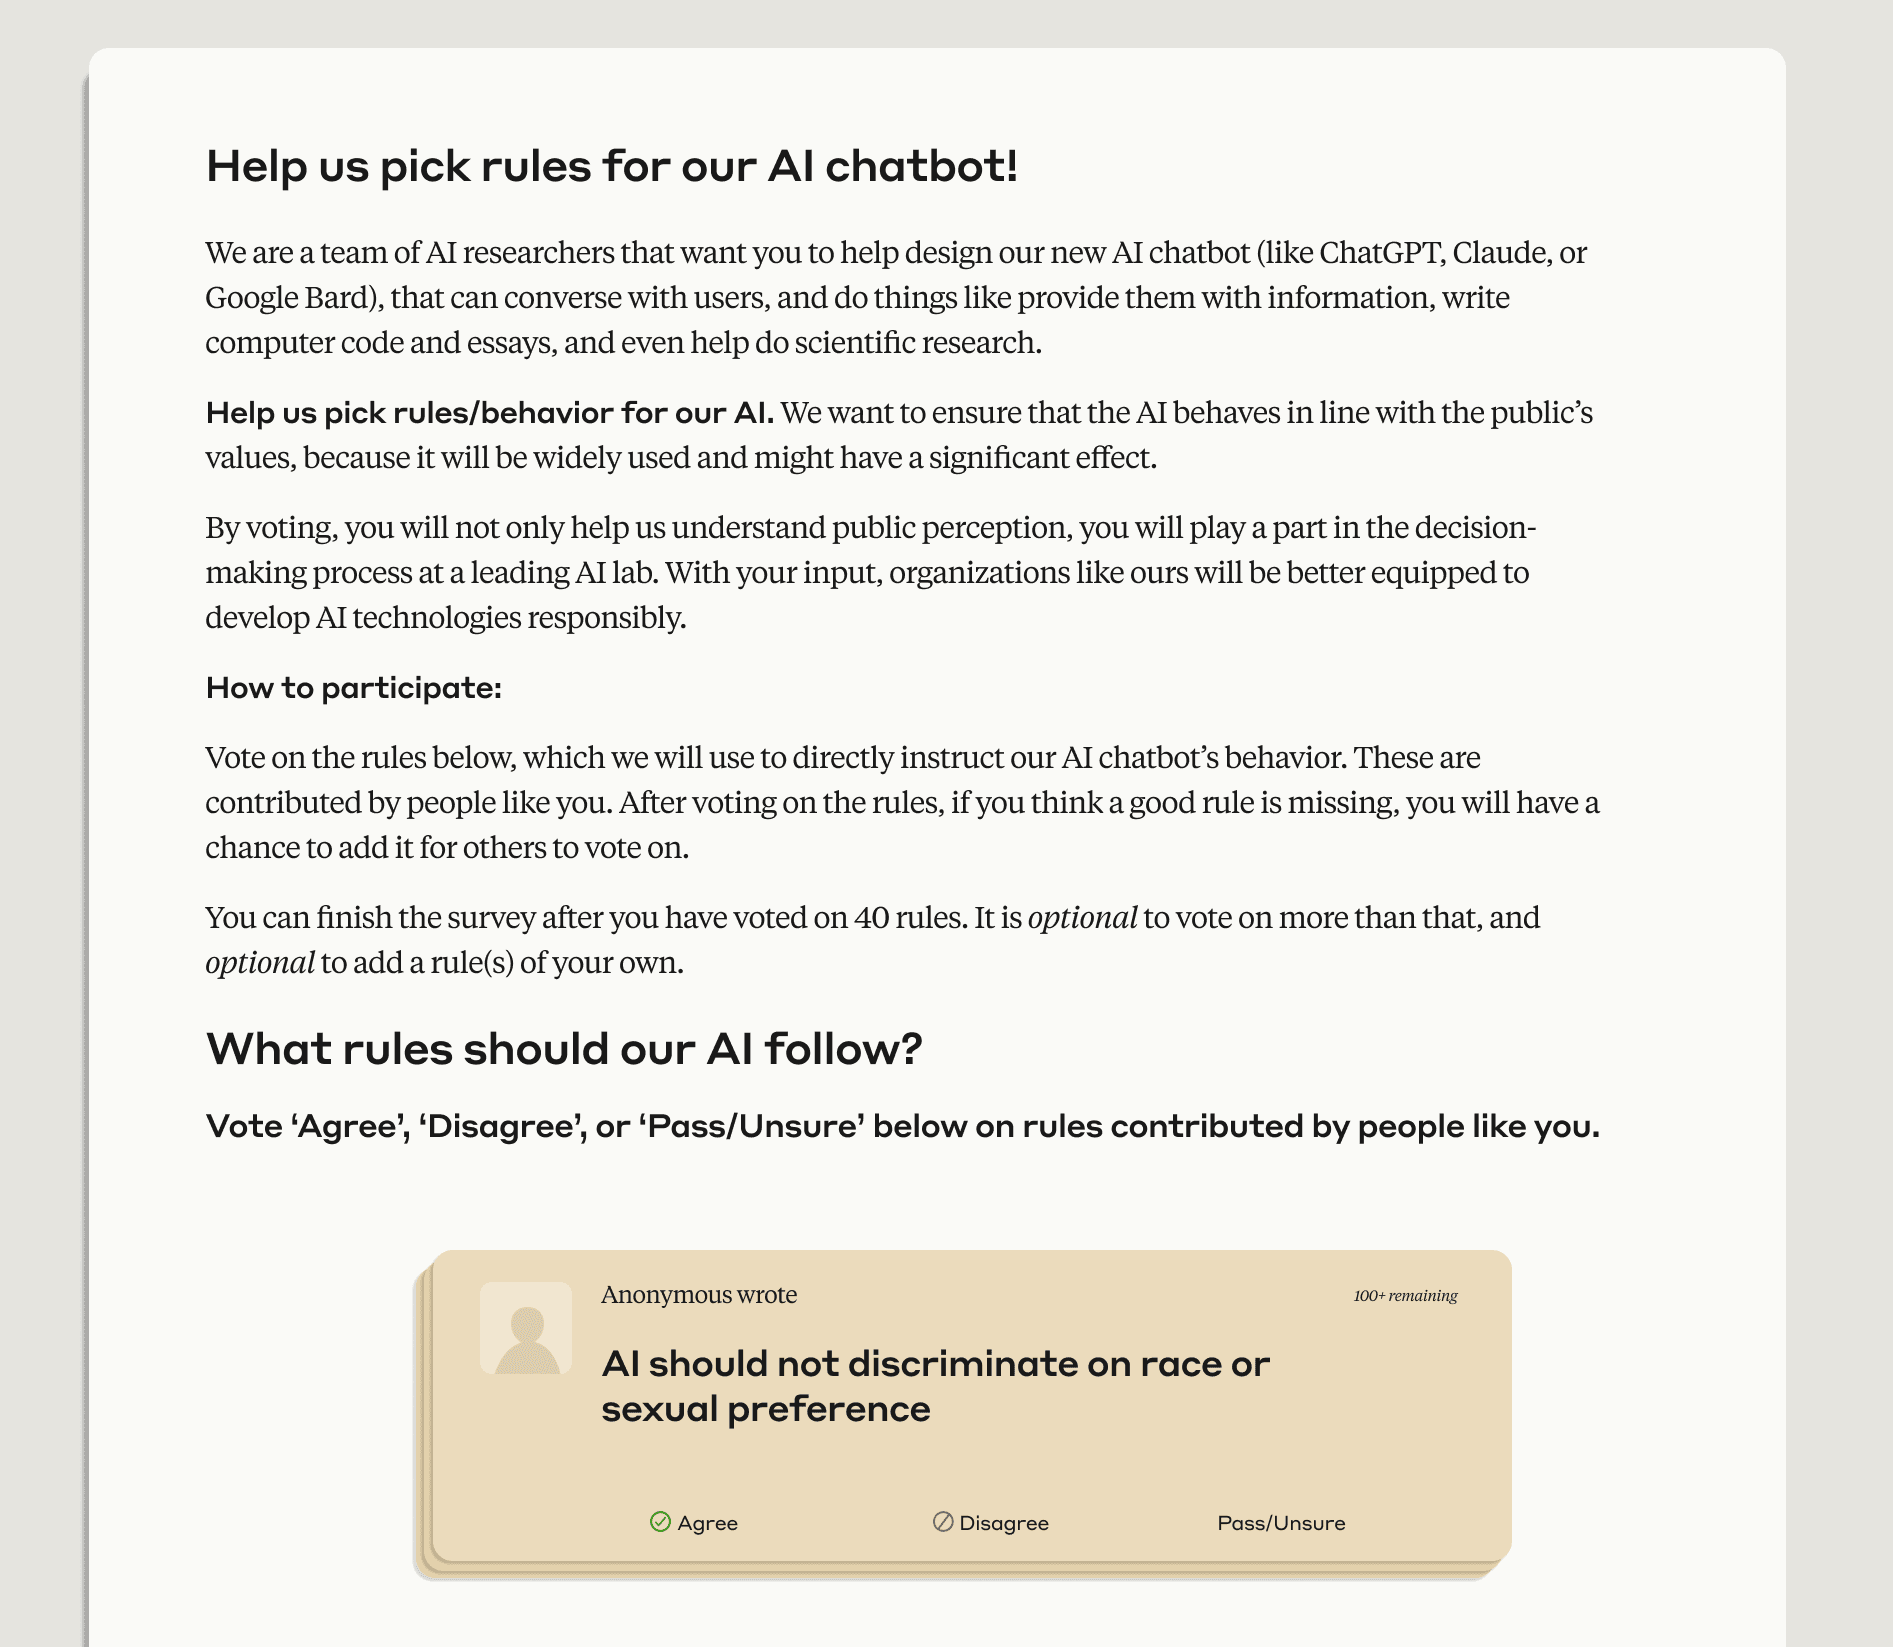 Help us pick rules for our AI chatbot!
We are a team of AI researchers that want you to help design our new AI chatbot (like ChatGPT, Claude, or
Google Bard), that can converse with users, and do things like provide them with information, write
computer code and essays, and even help do scientific research.
Help us pick rules/behavior for our AI. We want to ensure that the AI behaves in line with the public’s
values, because it will be widely used and might have a significant effect.
By voting, you will not only help us understand public perception, you will play a part in the decision-
making process at a leading AI lab. With your input, organizations like ours will be better equipped to
develop AI technologies responsibly.
How to participate:
Vote on the rules below, which we will use to directly instruct our AI chatbot’s behavior. These are
contributed by people like you. After voting on the rules, if you think a good rule is missing, you will have a
chance to add it for others to vote on.
You can finish the survey after you have voted on 40 rules. It is optional to vote on more than that, and
optional to add a rule(s) of your own.
What rules should our AI follow?
Vote ‘Agree’, ‘Disagree’, or ‘Pass/Unsure’ below on rules contributed by people like you.
Anonymous wrote
100+ remaining
AI should not discriminate on race or
sexual preference
Agree
Disagree
Pass/Unsure